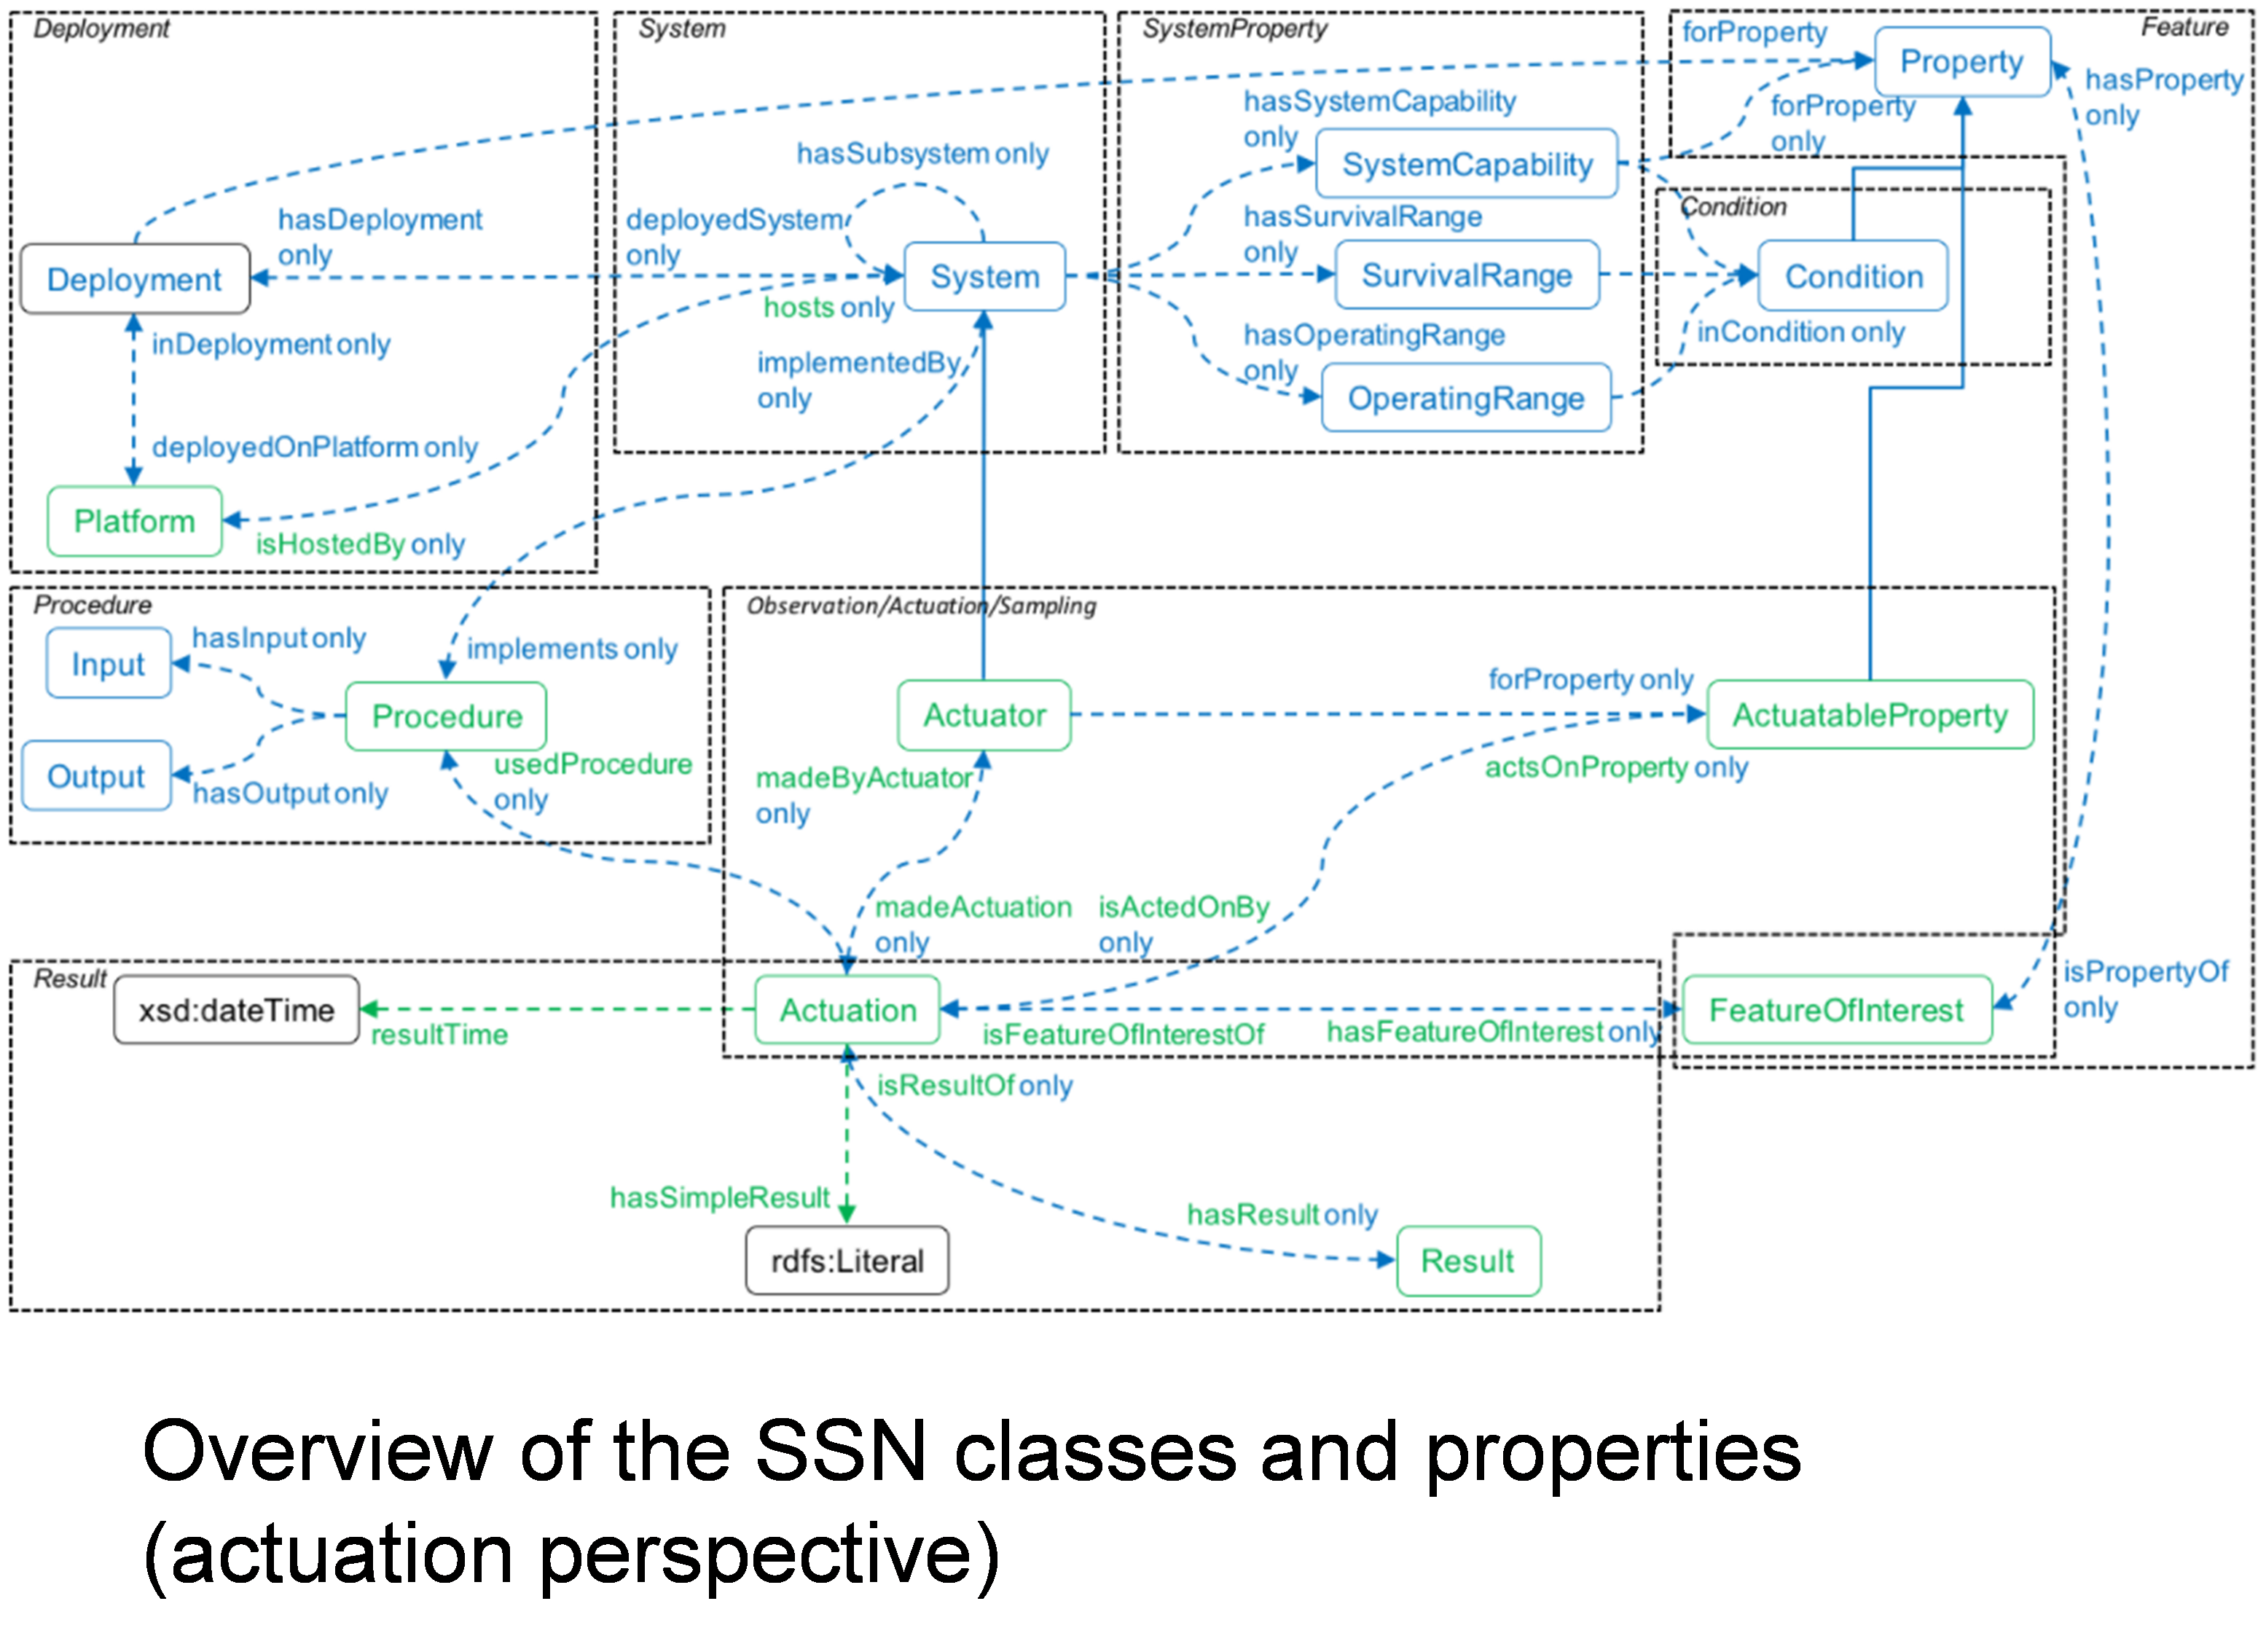 Deployment
System
SystemProperty
Feature
forProperty
Property
hasProperty
only
hasSystemCapability
only
forProperty
only
hasSubsystem only
SystemCapability
hasDeployment
only
deployedSystem
only
hasSurvivalRange
only
Condition
Deployment
System
SurvivalRange
Condition
hosts only
inDeployment only
implementedBy
only
hasOperatingRange
only
inCondition only
OperatingRange
deployedOnPlatform only
Platform
isHostedBy only
Procedure
Observation/Actuation/Sampling
Input
hasInput only
implements only
Procedure
Actuator
forProperty only
ActuatableProperty
Output
hasOutput only
usedProcedure
only
madeByActuator
only
actsOnProperty only
madeActuation
only
isActedOnBy
only
Result
xsd:dateTime
resultTime
Actuation
isFeatureOfInterestOf
hasFeatureOfInterest only
FeatureOfInterest
isPropertyOf
only
isResultOf only
hasSimpleResult
hasResult only
rdfs:Literal
Result
Overview of the SSN classes and properties
(actuation perspective)